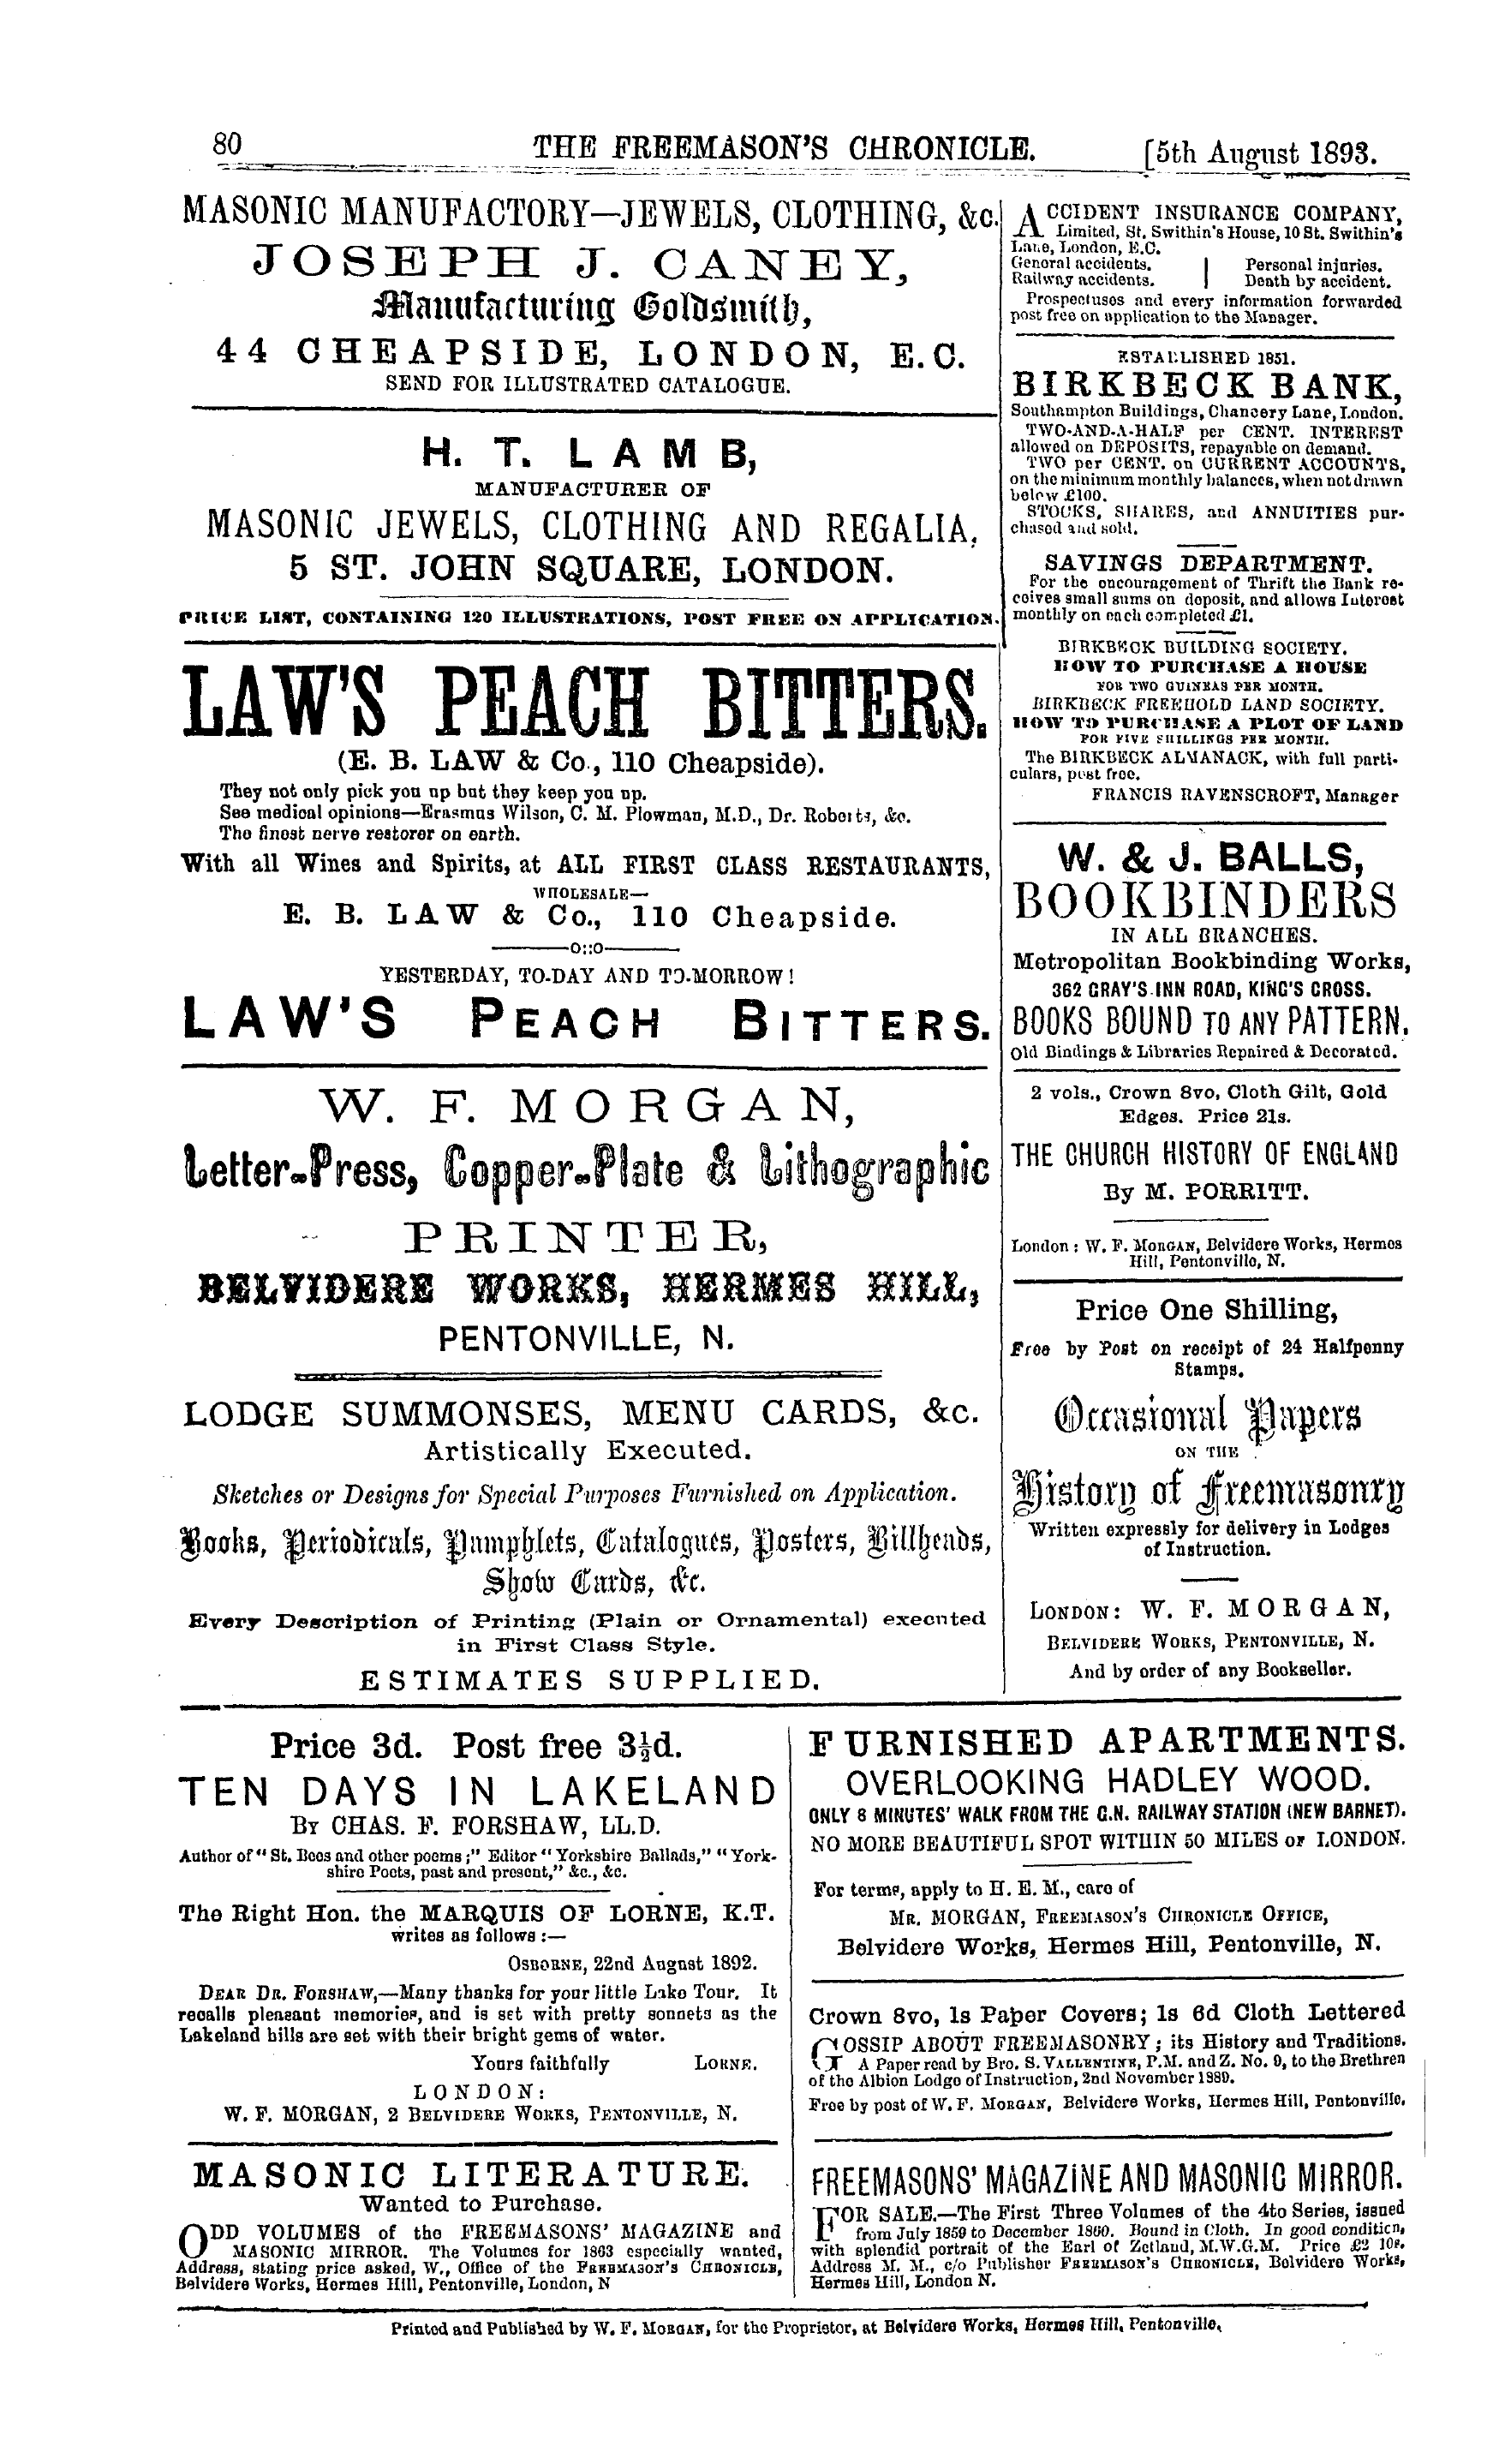 80 THE FREEMASON'S CHRONICLE. [5th August 1893.
MASONIC MANUFACTORY—JEWELS, CLOTHING, &c.
JOSEPH J. CANEY,
Manufacturing Goldsmith,
44 CHEAPSIDE, LONDON, E.C.
SEND FOR ILLUSTRATED CATALOGUE.
H. T. LAMB,
MANUFACTURER OF
MASONIC JEWELS, CLOTHING AND REGALIA,
5 ST. JOHN SQUARE, LONDON.
PRICE LIST, CONTAINING 120 ILLUSTRATIONS, POST FREE ON APPLICATION.
LAW'S PEACH BITTERS.
(E. B. LAW & Co., 110 Cheapside).
They not only pick you up but they keep you up.
See medical opinions—Erasmus Wilson, C. M. Plowman, M.D., Dr. Roberts, &c.
The finest nerve restorer on earth.
With all Wines and Spirits, at ALL FIRST CLASS RESTAURANTS,
WHOLESALE—
E. B. LAW & Co., 110 Cheapside.
o::o
YESTERDAY, TO-DAY AND TO-MORROW!
LAW'S PEACH BITTERS.
W. F. MORGAN,
Letter-Press, Copper-Plate & Lithographic
PRINTER,
BELVIDERE WORKS, HERMES HILL,
PENTONVILLE, N.
LODGE SUMMONSES, MENU CARDS, &c.
Artistically Executed.
Sketches or Designs for Special Purposes Furnished on Application.
Books, Periodicals, Pamphlets, Catalogues, Posters, Billheads,
Show Cards, &c.
Every Description of Printing (Plain or Ornamental) executed
in First Class Style.
ESTIMATES SUPPLIED.
ACCIDENT INSURANCE COMPANY,
Limited, St. Swithin's House, 10 St. Swithin's
Lane, London, E.C.
General accidents. | Personal injuries.
Railway accidents. | Death by accident.
Prospectuses and every information forwarded
post free on application to the Manager.
ESTABLISHED 1851.
BIRKBECK BANK,
Southampton Buildings, Chancery Lane, London.
TWO-AND-A-HALF per CENT. INTEREST
allowed on DEPOSITS, repayable on demand.
TWO per CENT. on CURRENT ACCOUNTS,
on the minimum monthly balances, when not drawn
below £100.
STOCKS, SHARES, and ANNUITIES pur-
chased and sold.
SAVINGS DEPARTMENT.
For the encouragement of Thrift the Bank re-
ceives small sums on deposit, and allows Interest
monthly on each completed £1.
BIRKBECK BUILDING SOCIETY.
HOW TO PURCHASE A HOUSE
FOR TWO GUINEAS PER MONTH.
BIRKBECK FREEHOLD LAND SOCIETY.
HOW TO PURCHASE A PLOT OF LAND
FOR FIVE SHILLINGS PER MONTH.
The BIRKBECK ALMANACK, with full parti-
culars, post free.
FRANCIS RAVENSCROFT, Manager
W. & J. BALLS,
BOOKBINDERS
IN ALL BRANCHES.
Metropolitan Bookbinding Works,
362 GRAY'S INN ROAD, KING'S CROSS.
BOOKS BOUND TO ANY PATTERN.
Old Bindings & Libraries Repaired & Decorated.
2 vols., Crown 8vo, Cloth Gilt, Gold
Edges. Price 21s.
THE CHURCH HISTORY OF ENGLAND
By M. PORRITT.
London: W. F. MORGAN, Belvidere Works, Hermes
Hill, Pentonville, N.
Price One Shilling,
Free by Post on receipt of 24 Halfpenny
Stamps.
Occasional Papers
ON THE
History of Freemasonry
Written expressly for delivery in Lodges
of Instruction.
LONDON: W. F. MORGAN,
BELVIDERE WORKS, PENTONVILLE, N.
And by order of any Bookseller.
Price 3d. Post free 3½d.
TEN DAYS IN LAKELAND
BY CHAS. F. FORSHAW, LL.D.
Author of "St. Bees and other poems;" Editor "Yorkshire Ballads," "York-
shire Poets, past and present," &c., &c.
The Right Hon. the MARQUIS OF LORNE, K.T.
writes as follows:—
OSBORNE, 22nd August 1892.
DEAR DR. FORSHAW,—Many thanks for your little Lake Tour. It
recalls pleasant memories, and is set with pretty sonnets as the
Lakeland hills are set with their bright gems of water.
Yours faithfully LORNE.
LONDON:
W. F. MORGAN, 2 BELVIDERE WORKS, PENTONVILLE, N.
MASONIC LITERATURE.
Wanted to Purchase.
ODD VOLUMES of the FREEMASONS' MAGAZINE and
MASONIC MIRROR. The Volumes for 1863 especially wanted,
Address, stating price asked, W., Office of the FREEMASON'S CHRONICLE,
Belvidere Works, Hermes Hill, Pentonville, London, N
FURNISHED APARTMENTS.
OVERLOOKING HADLEY WOOD.
ONLY 8 MINUTES' WALK FROM THE G.N. RAILWAY STATION (NEW BARNET).
NO MORE BEAUTIFUL SPOT WITHIN 50 MILES OF LONDON.
For terms, apply to H. E. M., care of
MR. MORGAN, FREEMASON'S CHRONICLE OFFICE,
Belvidere Works, Hermes Hill, Pentonville, N.
Crown 8vo, 1s Paper Covers; 1s 6d Cloth Lettered
GOSSIP ABOUT FREEMASONRY; its History and Traditions.
A Paper read by Bro. S. VALLENTINE, P.M. and Z. No. 9, to the Brethren
of the Albion Lodge of Instruction, 2nd November 1889.
Free by post of W. F. MORGAN, Belvidere Works, Hermes Hill, Pentonville.
FREEMASONS' MAGAZINE AND MASONIC MIRROR.
FOR SALE.—The First Three Volumes of the 4to Series, issued
from July 1859 to December 1860. Bound in Cloth. In good condition,
with splendid portrait of the Earl of Zetland, M.W.G.M. Price £2 10s.
Address M. M., c/o Publisher FREEMASON'S CHRONICLE, Belvidere Works,
Hermes Hill, London N.
Printed and Published by W. F. MORGAN, for the Proprietor, at Belvidere Works, Hermes Hill, Pentonville.